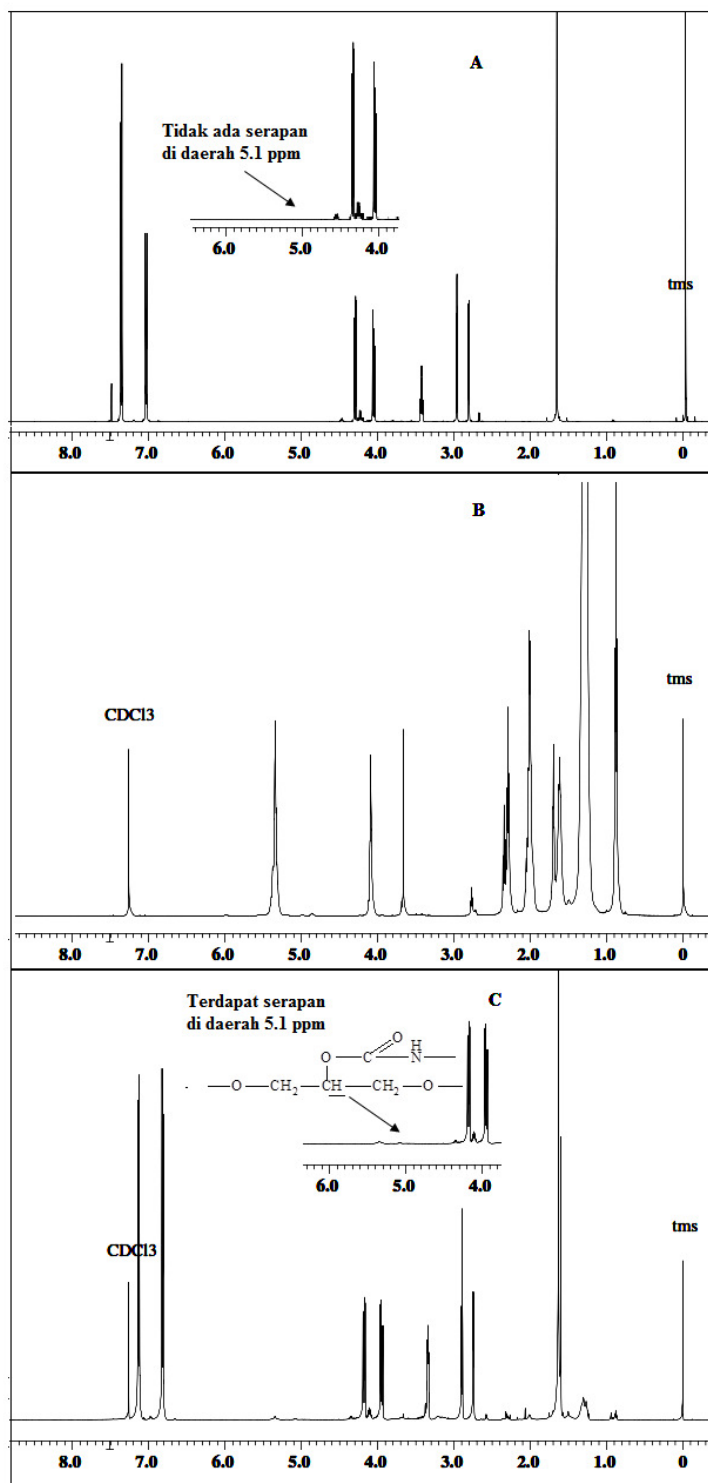 A
Tidak ada serapan
di daerah 5.1 ppm
6.0 5.0 4.0
tms
8.0 7.0 6.0 5.0 4.0 3.0 2.0 1.0 0
B
CDCl3
tms
8.0 7.0 6.0 5.0 4.0 3.0 2.0 1.0 0
Terdapat serapan
di daerah 5.1 ppm
C
O
H
O C N
O CH2 CH CH2 O
6.0 5.0 4.0
CDCl3
tms
8.0 7.0 6.0 5.0 4.0 3.0 2.0 1.0 0